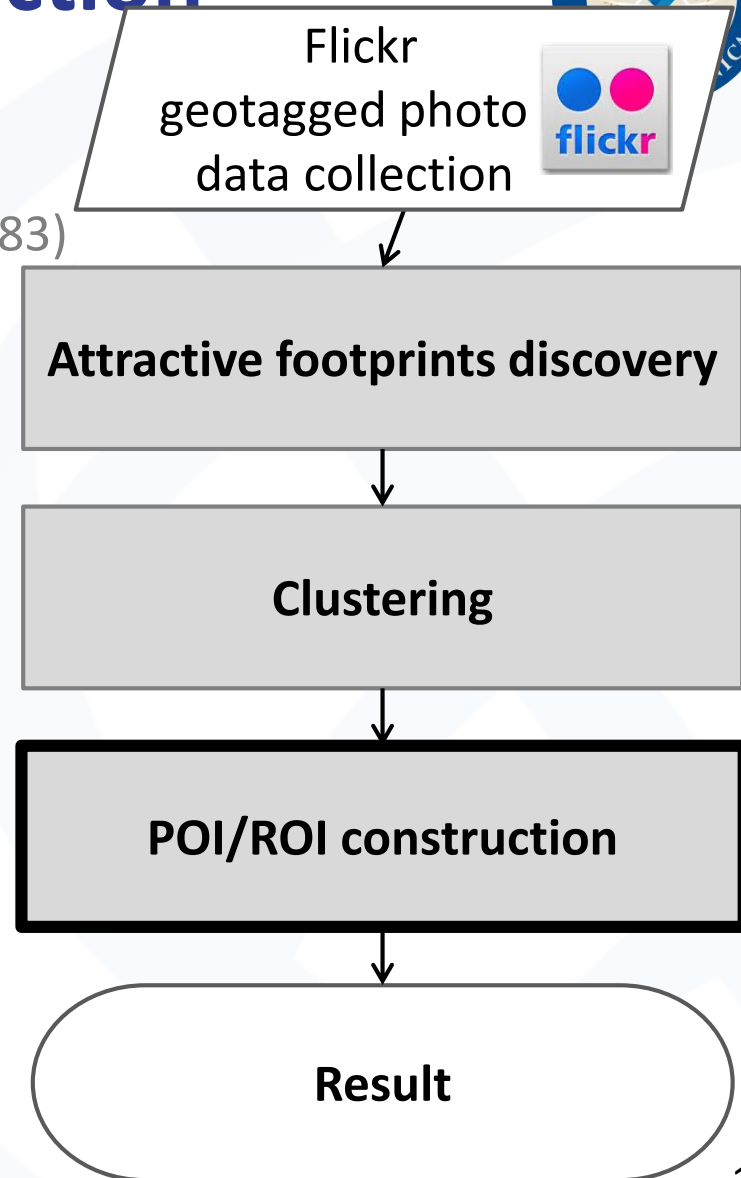 Flickr
geotagged photo
data collection
flickr
83)
Attractive footprints discovery
Clustering
POI/ROI construction
Result